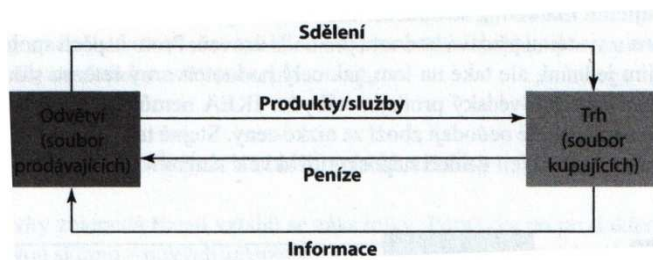 Sdělení
Produkty/služby
Odvětví
(soubor
prodávajících)
Trh
(soubor
kupujících)
Peníze
Informace